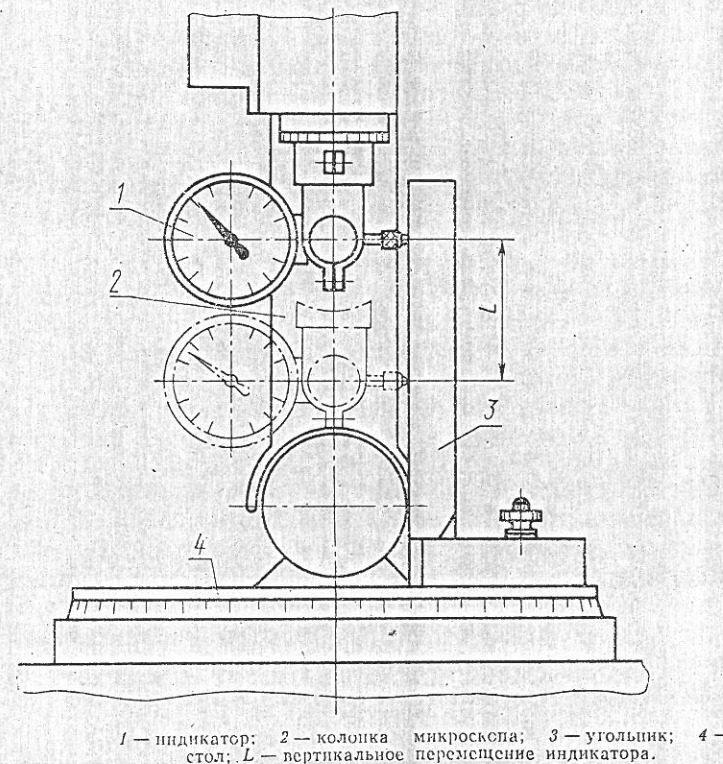 1
2
L
3
4
1 — индикатор; 2 — колонка микроскопа; 3 — угольник; 4 —
стол; L — вертикальное перемещение индикатора.